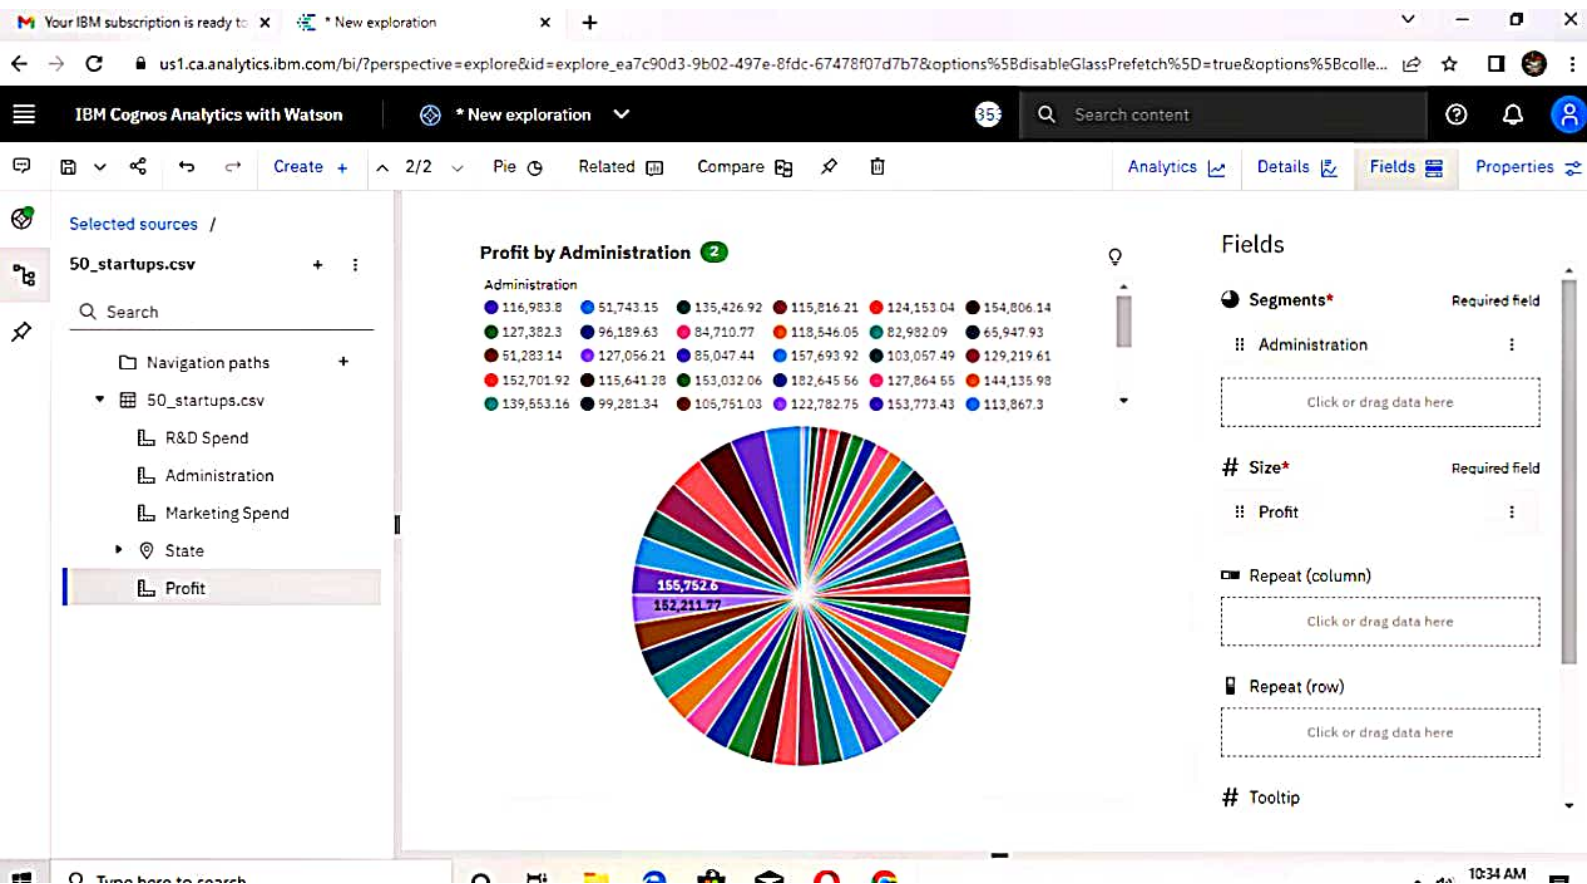 Your IBM subscription is ready to
* New exploration
us1.ca.analytics.ibm.com/bi/?perspective=explore&id=explore_ea7c90d3-9b02-497e-8fdc-67478f07d7b7&options%5BdisableGlassPrefetch%5D=true&options%5Bcolle...
IBM Cognos Analytics with Watson
* New exploration
353
Search content
Create +
2/2
Pie
Related
Compare
Analytics
Details
Fields
Properties
Selected sources /
50_startups.csv
Search
Navigation paths
50_startups.csv
R&D Spend
Administration
Marketing Spend
State
Profit
Profit by Administration 2
Administration
116,983.8 51,743.15 135,426.92 115,816.21 124,153.04 154,806.14
127,382.3 96,189.63 84,710.77 118,546.05 82,982.09 65,947.93
51,283.14 127,056.21 85,047.44 157,693.92 103,057.49 129,219.61
152,701.92 115,641.28 153,032.06 182,645.56 127,864.55 144,135.98
139,553.16 99,281.34 105,751.03 122,782.75 153,773.43 113,867.3
155,752.6
152,211.77
Fields
Segments* Required field
Administration
Click or drag data here
# Size* Required field
Profit
Repeat (column)
Click or drag data here
Repeat (row)
Click or drag data here
# Tooltip
Type here to search
10:34 AM